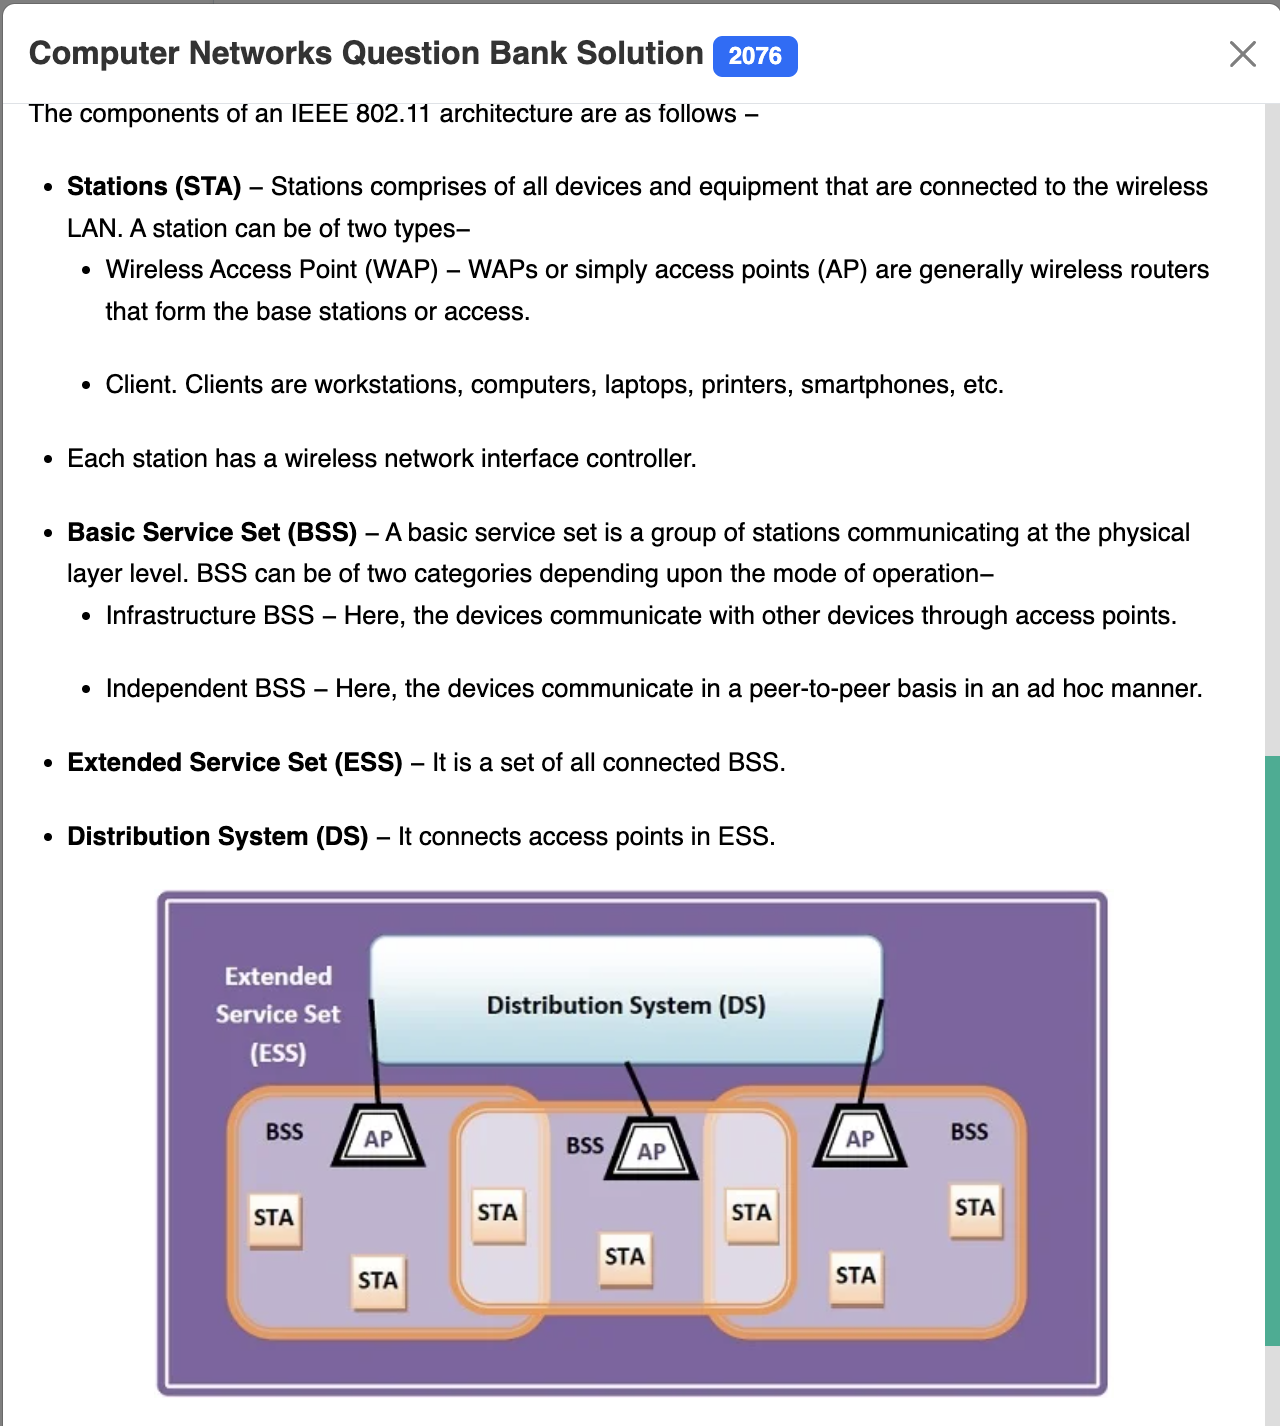 Computer Networks Question Bank Solution 2076
The components of an IEEE 802.11 architecture are as follows –
• Stations (STA) – Stations comprises of all devices and equipment that are connected to the wireless
LAN. A station can be of two types–
• Wireless Access Point (WAP) – WAPs or simply access points (AP) are generally wireless routers
that form the base stations or access.
• Client. Clients are workstations, computers, laptops, printers, smartphones, etc.
• Each station has a wireless network interface controller.
• Basic Service Set (BSS) – A basic service set is a group of stations communicating at the physical
layer level. BSS can be of two categories depending upon the mode of operation–
• Infrastructure BSS – Here, the devices communicate with other devices through access points.
• Independent BSS – Here, the devices communicate in a peer-to-peer basis in an ad hoc manner.
• Extended Service Set (ESS) – It is a set of all connected BSS.
• Distribution System (DS) – It connects access points in ESS.
Extended
Service Set
(ESS)
Distribution System (DS)
BSS
AP
BSS
AP
AP
BSS
STA
STA
STA
STA
STA
STA
STA